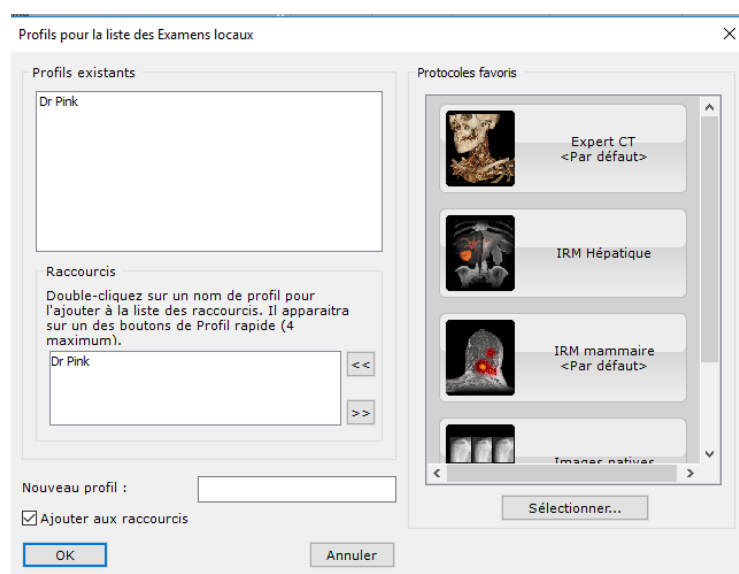 Profils pour la liste des Examens locaux
Profils existants
Dr Pink
Raccourcis
Double-cliquez sur un nom de profil pour
l'ajouter à la liste des raccourcis. Il apparaitra
sur un des boutons de Profil rapide (4
maximum).
Dr Pink
<<
>>
Nouveau profil :
Ajouter aux raccourcis
OK
Annuler
Protocoles favoris
Expert CT
<Par défaut>
IRM Hépatique
IRM mammaire
<Par défaut>
Images natives
Sélectionner...